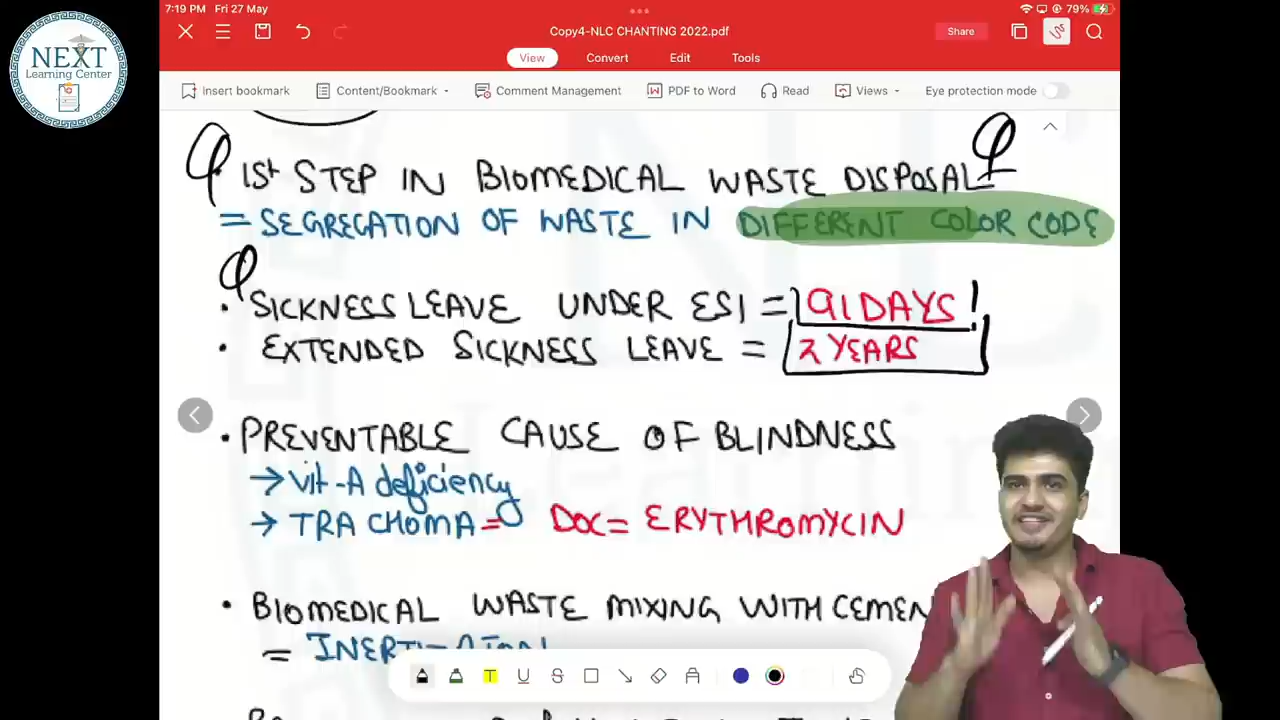 7:19 PM Fri 27 May
79%
NEXT
Learning Center
Copy4-NLC CHANTING 2022.pdf
Share
View Convert Edit Tools
Insert bookmark Content/Bookmark Comment Management PDF to Word Read Views Eye protection mode
Q 1st STEP IN BIOMEDICAL WASTE DISPOSAL Q
= SEGREGATION OF WASTE IN DIFFERENT COLOR CODE
Q
• SICKNESS LEAVE UNDER ESI = 91 DAYS !
• EXTENDED SICKNESS LEAVE = 2 YEARS
• PREVENTABLE CAUSE OF BLINDNESS
→ Vit-A deficiency
→ TRACHOMA = DOC = ERYTHROMYCIN
• BIOMEDICAL WASTE MIXING WITH CEMEN
=